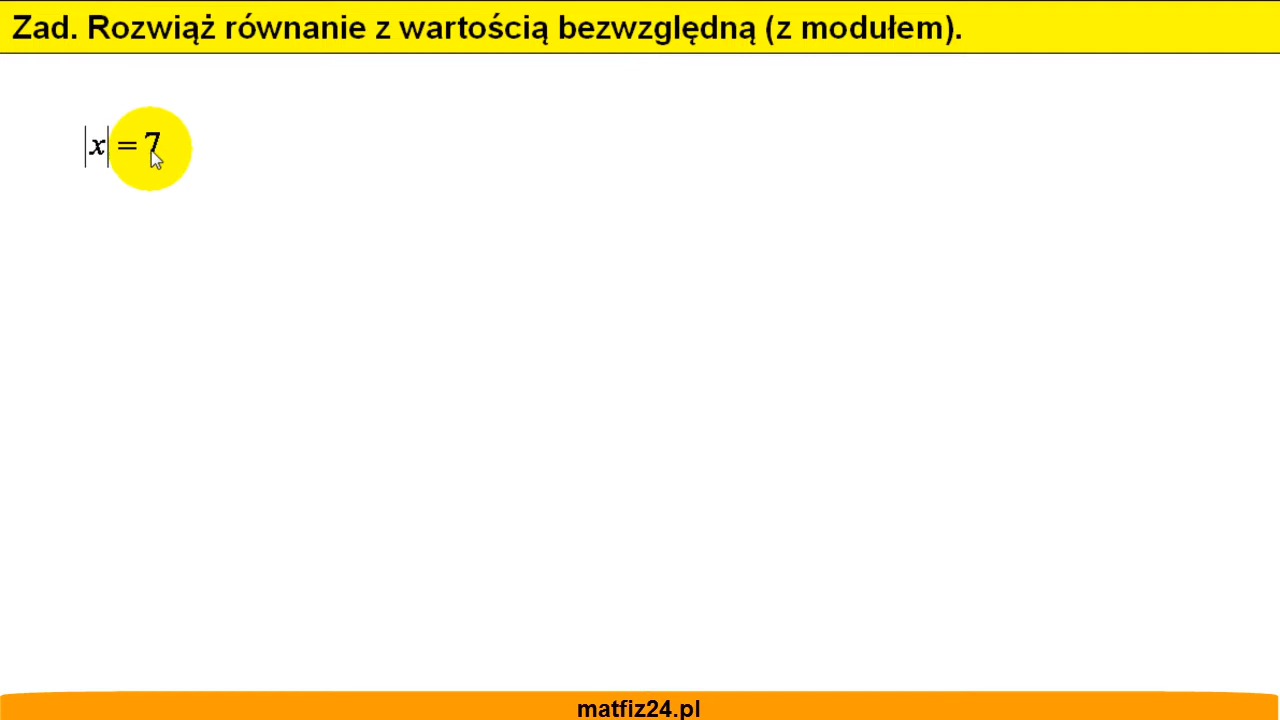 Zad. Rozwiąż równanie z wartością bezwzględną (z modułem).
|x| = 7
matfiz24.pl